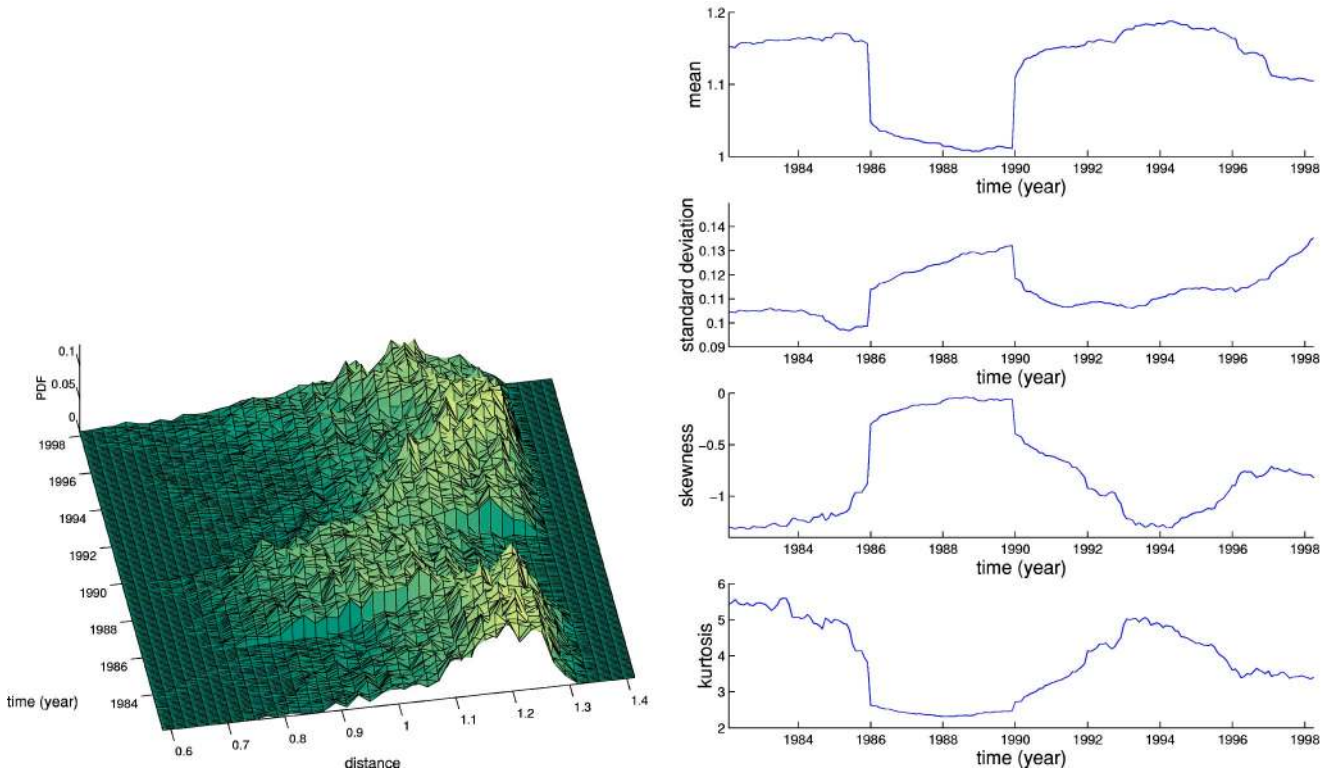 0.1
0.05
0
PDF
1998
1996
1994
1992
1990
1988
1986
1984
time (year)
0.6
0.7
0.8
0.9
1
1.1
1.2
1.3
1.4
distance
1.2
1.1
1
mean
1984 1986 1988 1990 1992 1994 1996 1998
time (year)
0.14
0.13
0.12
0.11
0.1
0.09
standard deviation
1984 1986 1988 1990 1992 1994 1996 1998
time (year)
0
−0.5
−1
skewness
1984 1986 1988 1990 1992 1994 1996 1998
time (year)
6
5
4
3
2
kurtosis
1984 1986 1988 1990 1992 1994 1996 1998
time (year)